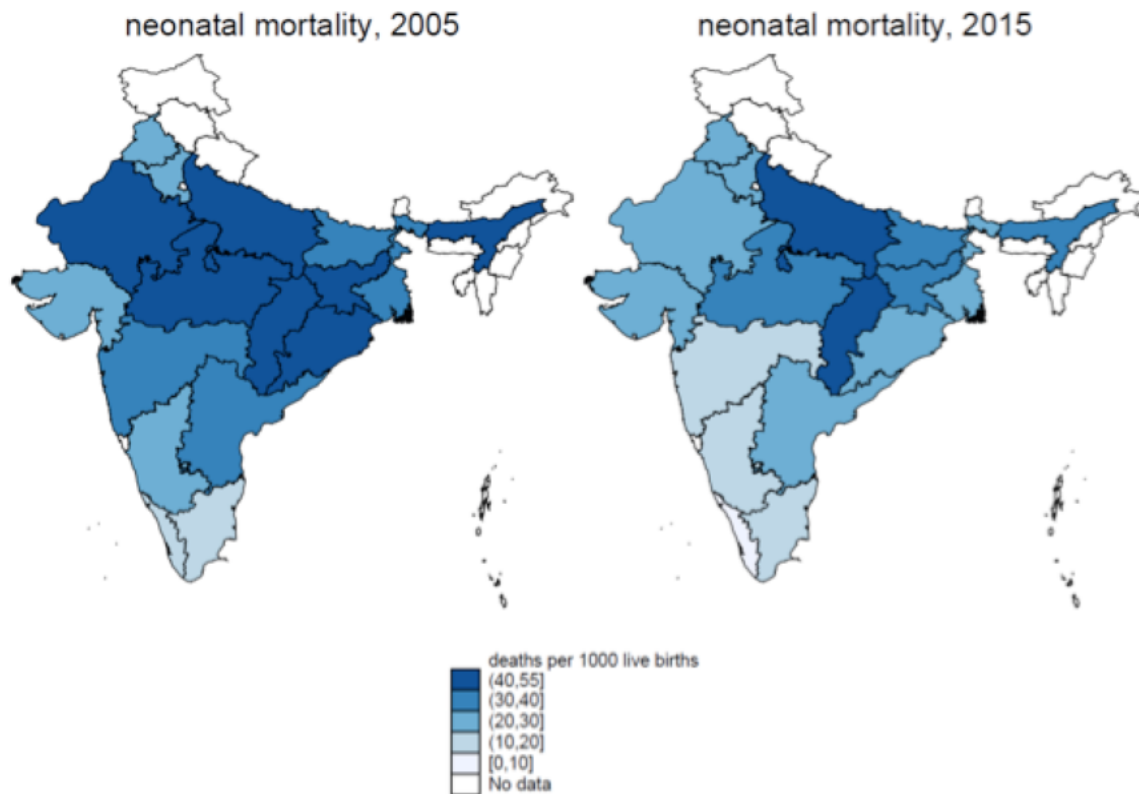 neonatal mortality, 2005
neonatal mortality, 2015
deaths per 1000 live births
(40,55]
(30,40]
(20,30]
(10,20]
[0,10]
No data